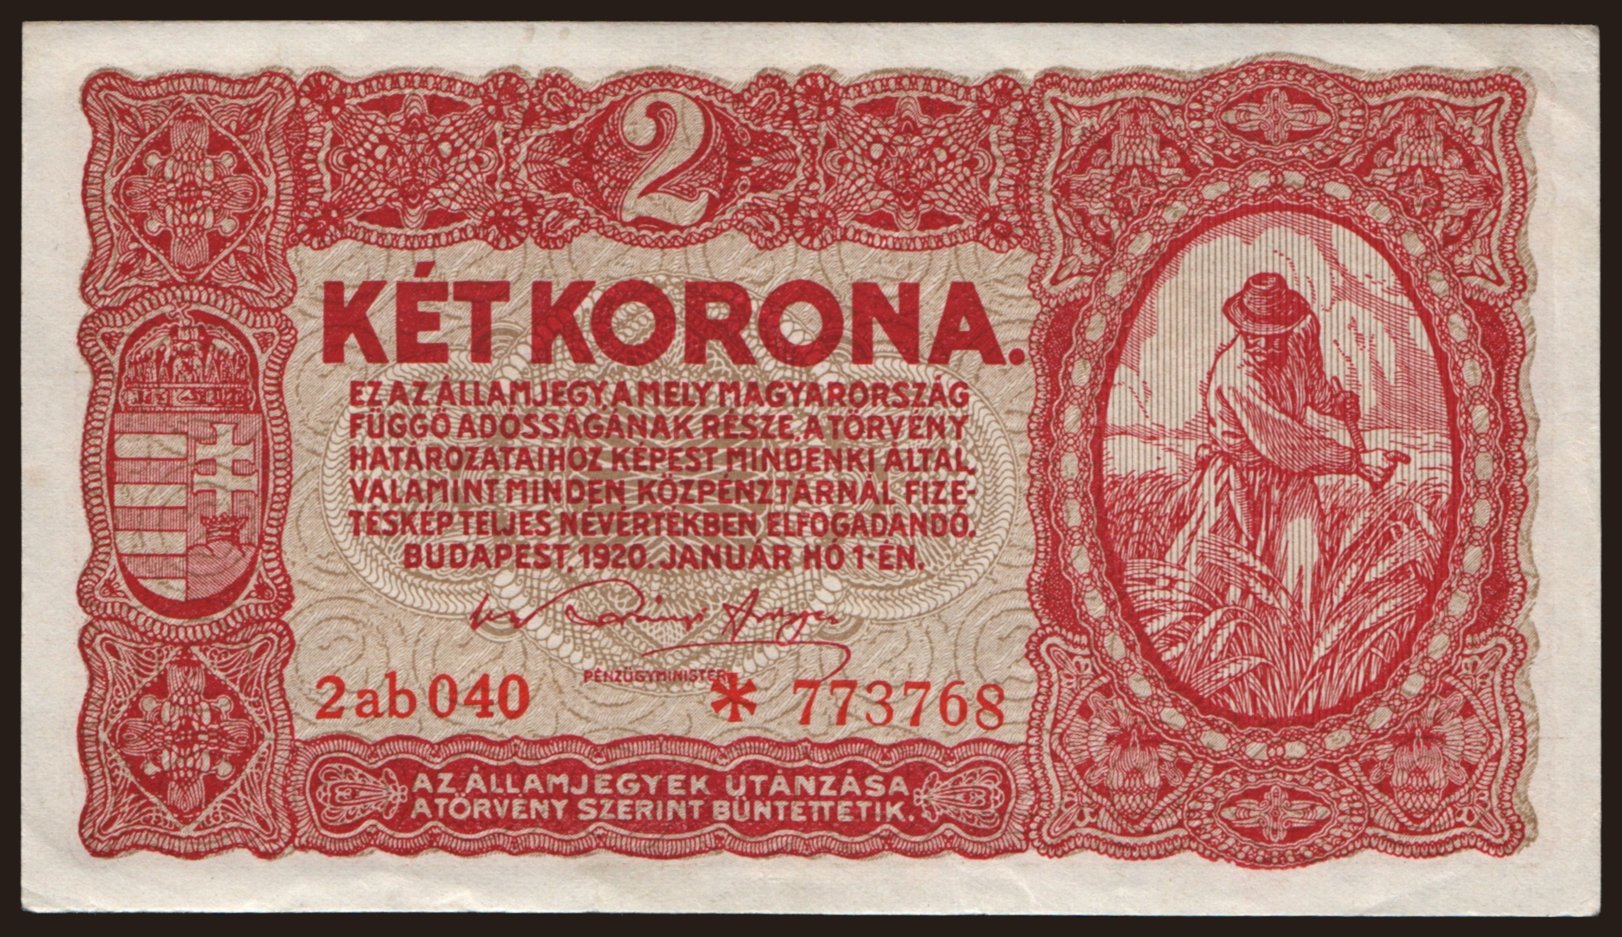 2
KÉT KORONA.
EZ AZ ÁLLAMJEGY, AMELY MAGYARORSZÁG
FÜGGŐ ADÓSSÁGÁNAK RÉSZE, A TÖRVÉNY
HATÁROZATAIHOZ KÉPEST MINDENKI ÁLTAL,
VALAMINT MINDEN KÖZPÉNZTÁRNÁL FIZE-
TÉSKÉP TELJES NÉVÉRTÉKBEN ELFOGADANDÓ.
BUDAPEST, 1920. JANUÁR HÓ 1-ÉN.
PÉNZÜGYMINISTER
2ab040 * 773768
AZ ÁLLAMJEGYEK UTÁNZÁSA
A TÖRVÉNY SZERINT BÜNTETTETIK.